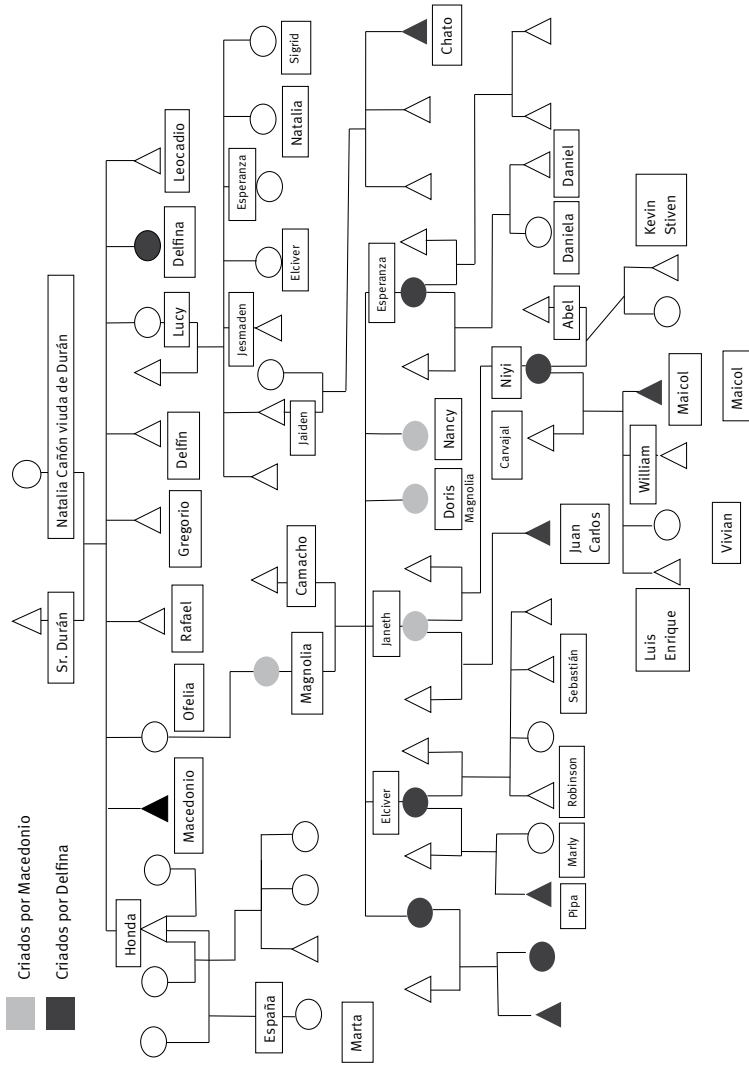 Criados por Macedonio
Criados por Delfina
Sr. Durán
Natalia Cañón viuda de Durán
Honda
Macedonio
Ofelia
Rafael
Gregorio
Delfín
Lucy
Delfina
Leocadio
España
Marta
Magnolia
Camacho
Jaiden
Jesmaden
Elciver
Esperanza
Natalia
Sigrid
Chato
Elciver
Janeth
Doris
Magnolia
Nancy
Esperanza
Pipa
Marly
Robinson
Sebastián
Juan
Carlos
Carvajal
Niyi
Abel
Daniela
Daniel
Luis
Enrique
Vivian
William
Maicol
Maicol
Kevin
Stiven